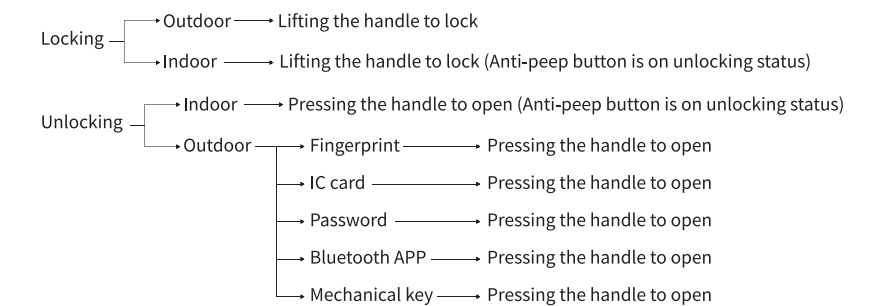 Locking
Outdoor Lifting the handle to lock
Indoor Lifting the handle to lock (Anti-peep button is on unlocking status)
Unlocking
Indoor Pressing the handle to open (Anti-peep button is on unlocking status)
Outdoor Fingerprint Pressing the handle to open
IC card Pressing the handle to open
Password Pressing the handle to open
Bluetooth APP Pressing the handle to open
Mechanical key Pressing the handle to open